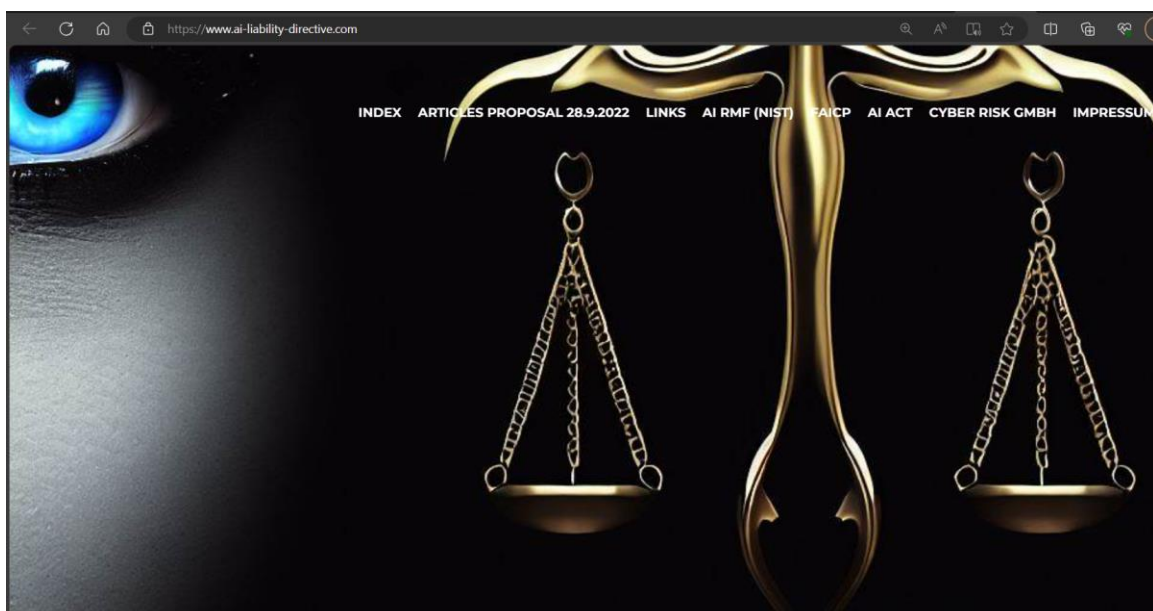 https://www.ai-liability-directive.com
INDEX ARTICLES PROPOSAL 28.9.2022 LINKS AI RMF (NIST) FAICP AI ACT CYBER RISK GMBH IMPRESSUM